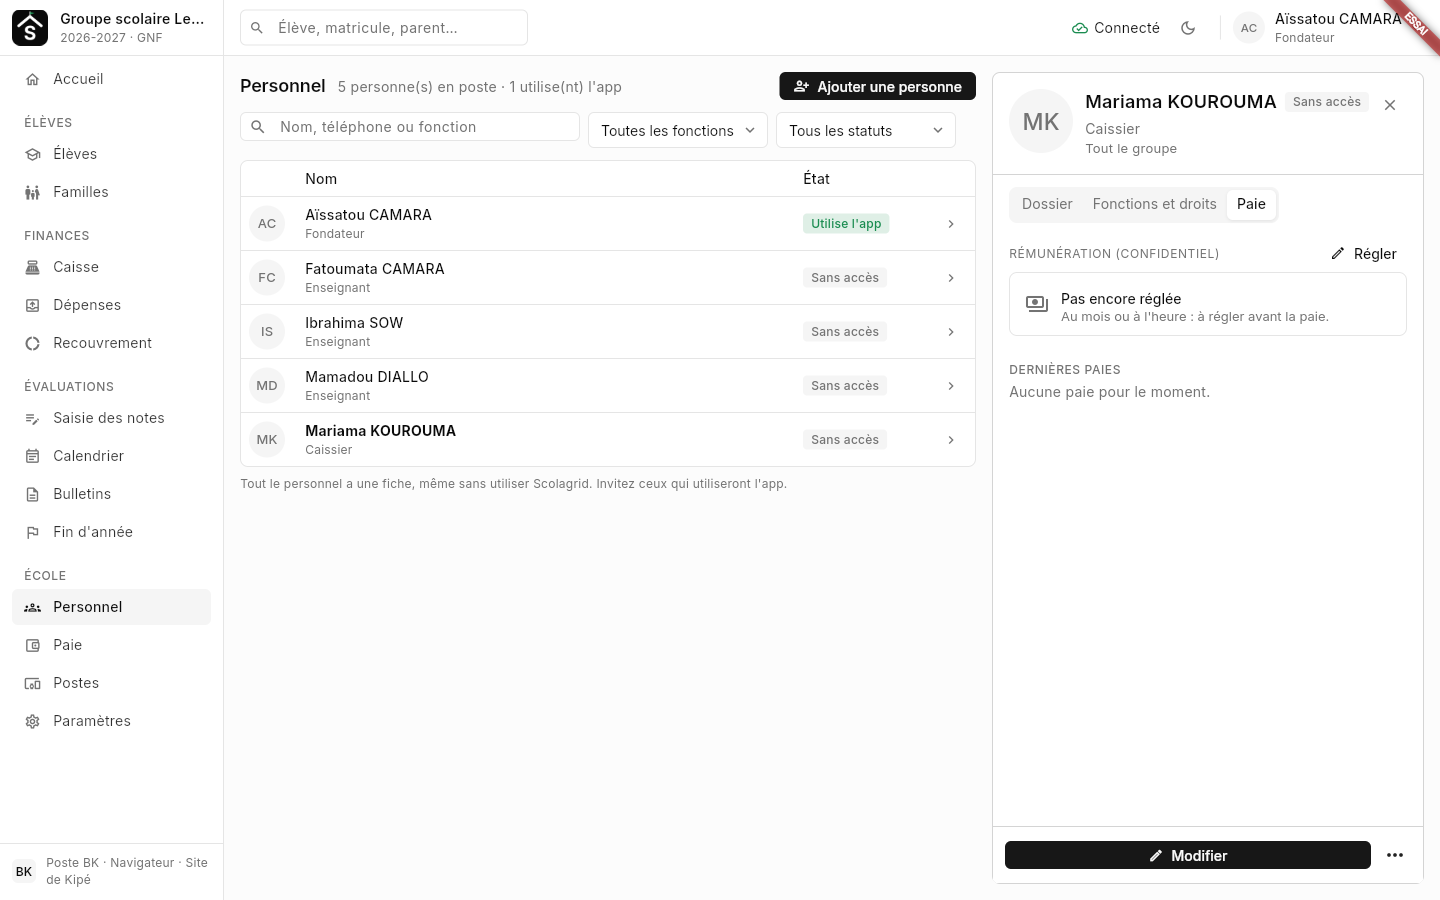 Groupe scolaire Le...
2026-2027 · GNF
Élève, matricule, parent...
Connecté
AC
Aïssatou CAMARA
Fondateur
ESSAI
Accueil
ÉLÈVES
Élèves
Familles
FINANCES
Caisse
Dépenses
Recouvrement
ÉVALUATIONS
Saisie des notes
Calendrier
Bulletins
Fin d'année
ÉCOLE
Personnel
Paie
Postes
Paramètres
BK
Poste BK · Navigateur · Site
de Kipé
Personnel
5 personne(s) en poste · 1 utilise(nt) l'app
Ajouter une personne
Nom, téléphone ou fonction
Toutes les fonctions
Tous les statuts
Nom
État
AC
Aïssatou CAMARA
Fondateur
Utilise l'app
FC
Fatoumata CAMARA
Enseignant
Sans accès
IS
Ibrahima SOW
Enseignant
Sans accès
MD
Mamadou DIALLO
Enseignant
Sans accès
MK
Mariama KOUROUMA
Caissier
Sans accès
Tout le personnel a une fiche, même sans utiliser Scolagrid. Invitez ceux qui utiliseront l'app.
MK
Mariama KOUROUMA
Sans accès
Caissier
Tout le groupe
Dossier
Fonctions et droits
Paie
RÉMUNÉRATION (CONFIDENTIEL)
Régler
Pas encore réglée
Au mois ou à l'heure : à régler avant la paie.
DERNIÈRES PAIES
Aucune paie pour le moment.
Modifier